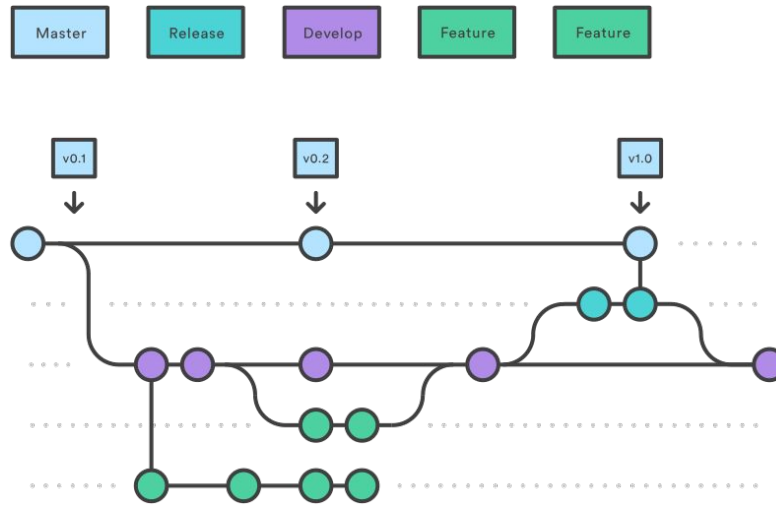 Master
Release
Develop
Feature
Feature
v0.1
v0.2
v1.0